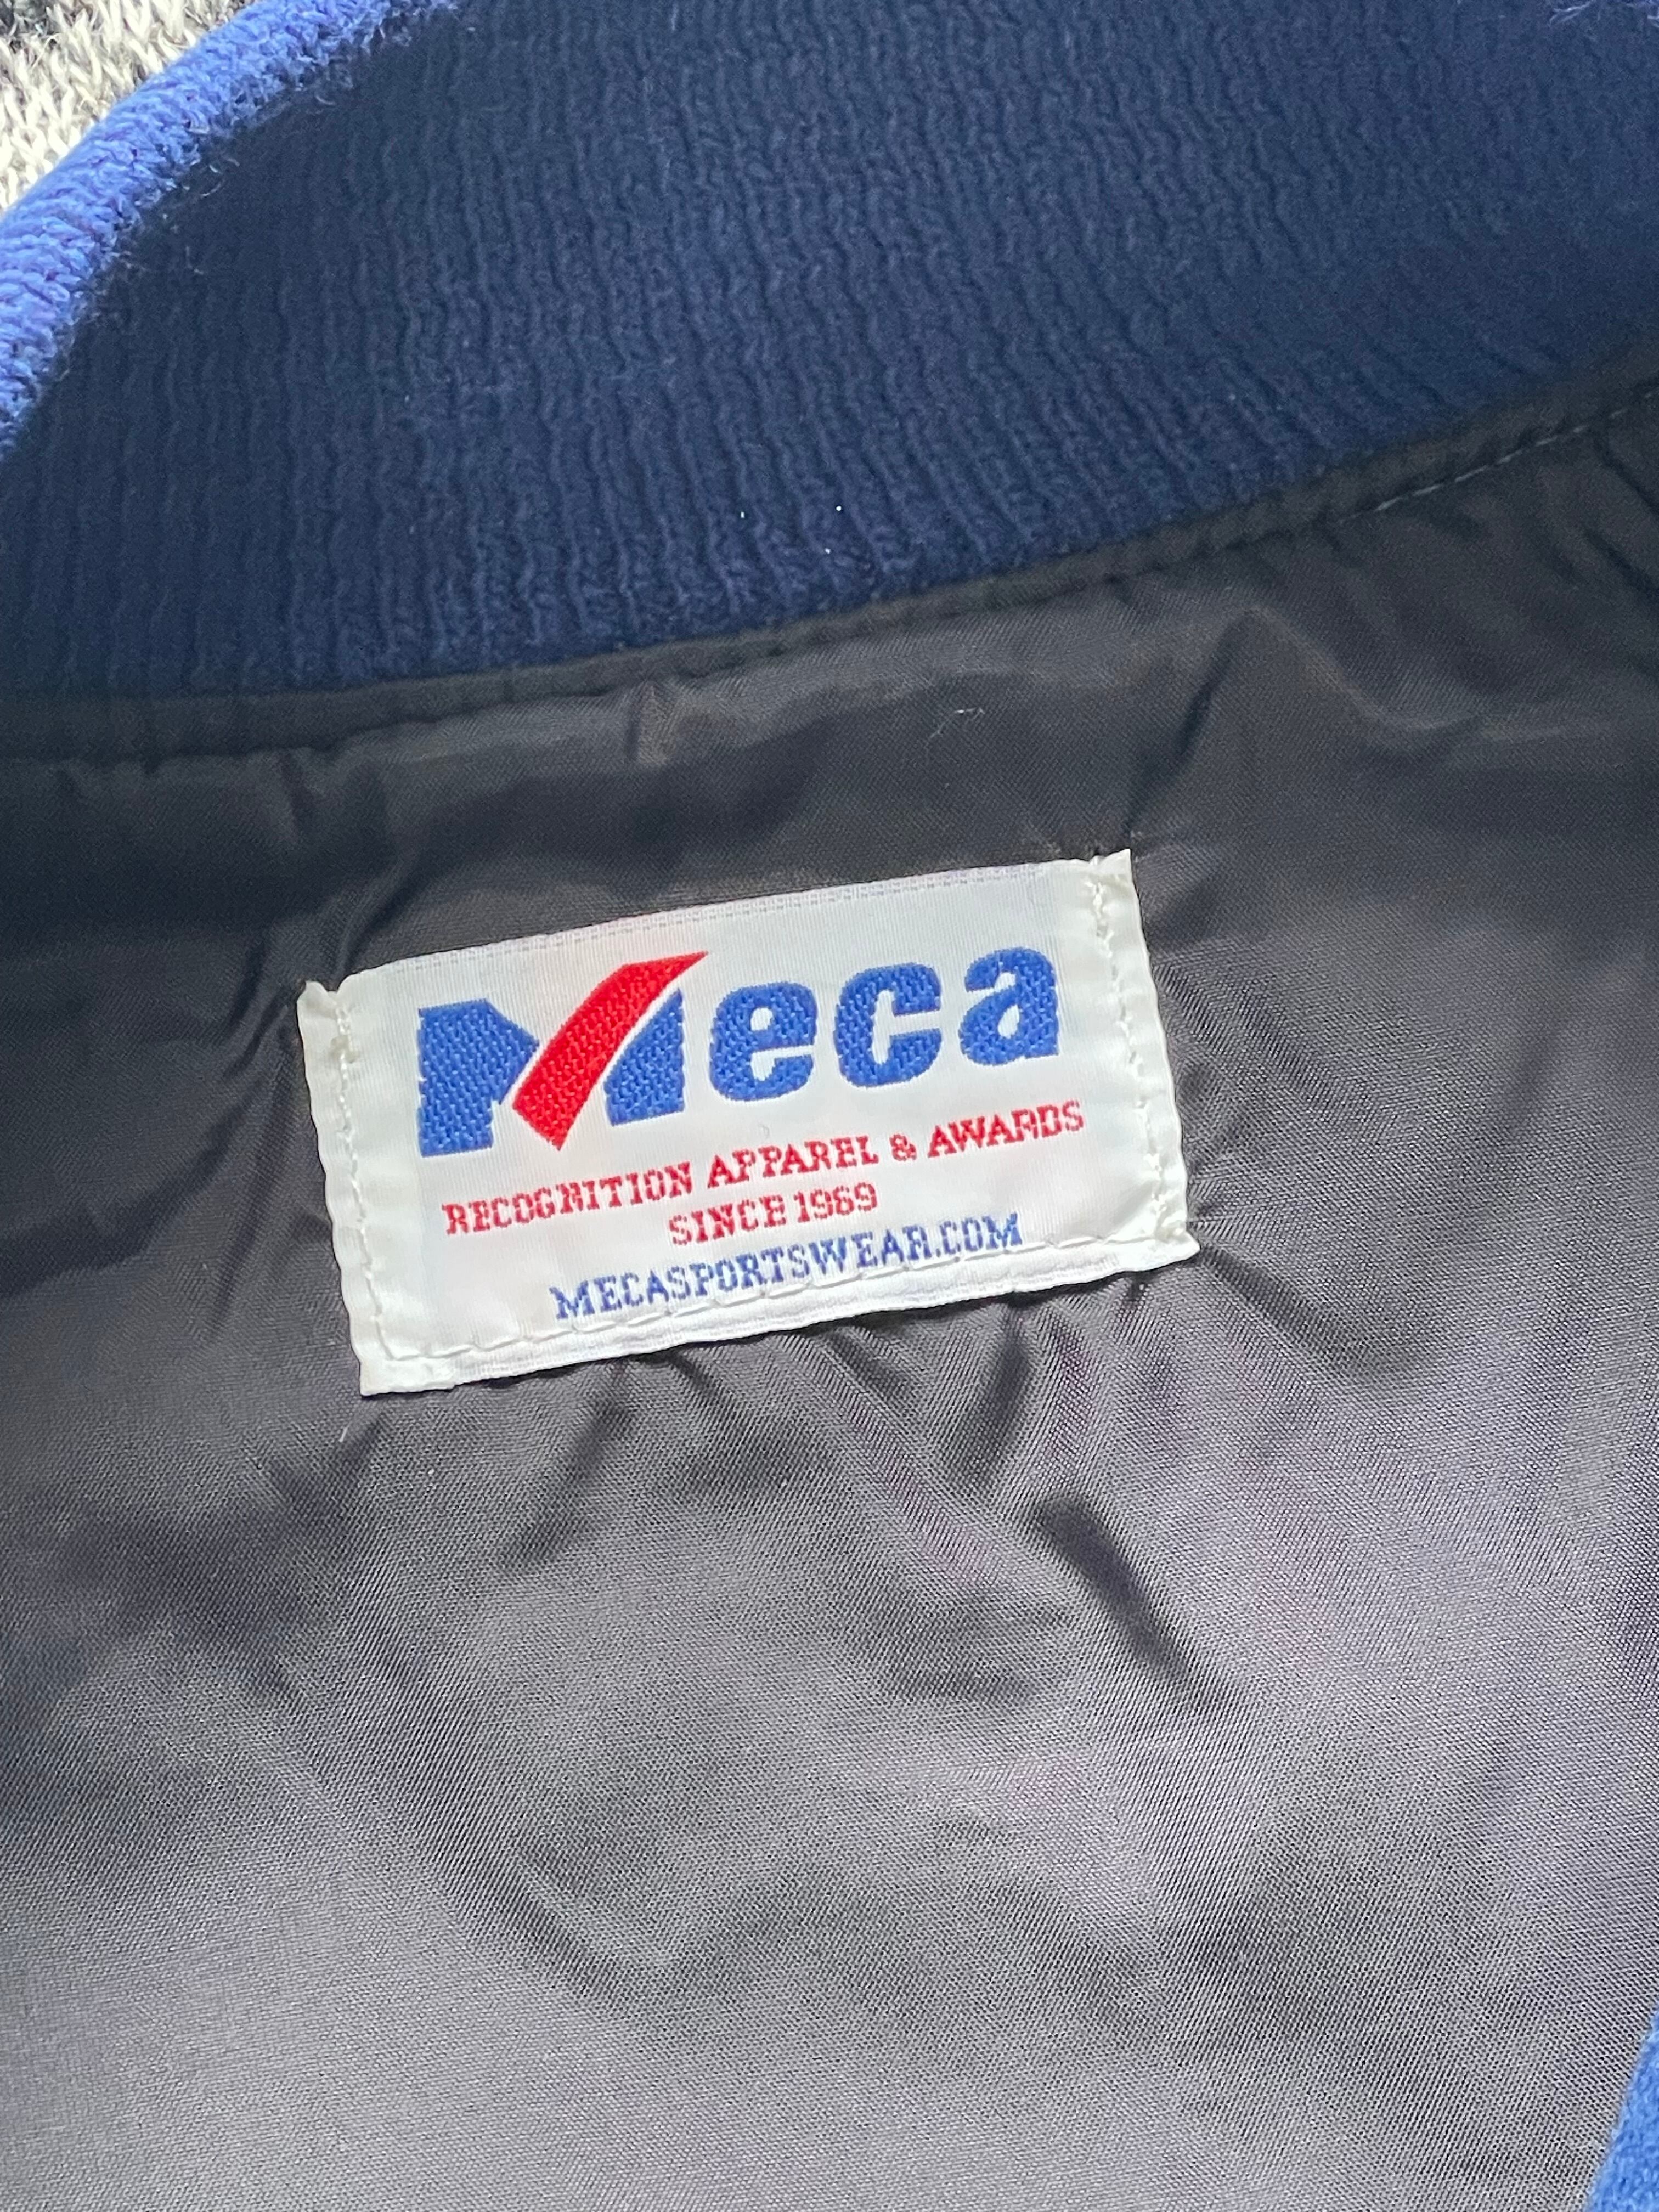 Meca
RECOGNITION APPAREL & AWARDS
SINCE 1969
MECASPORTSWEAR.COM